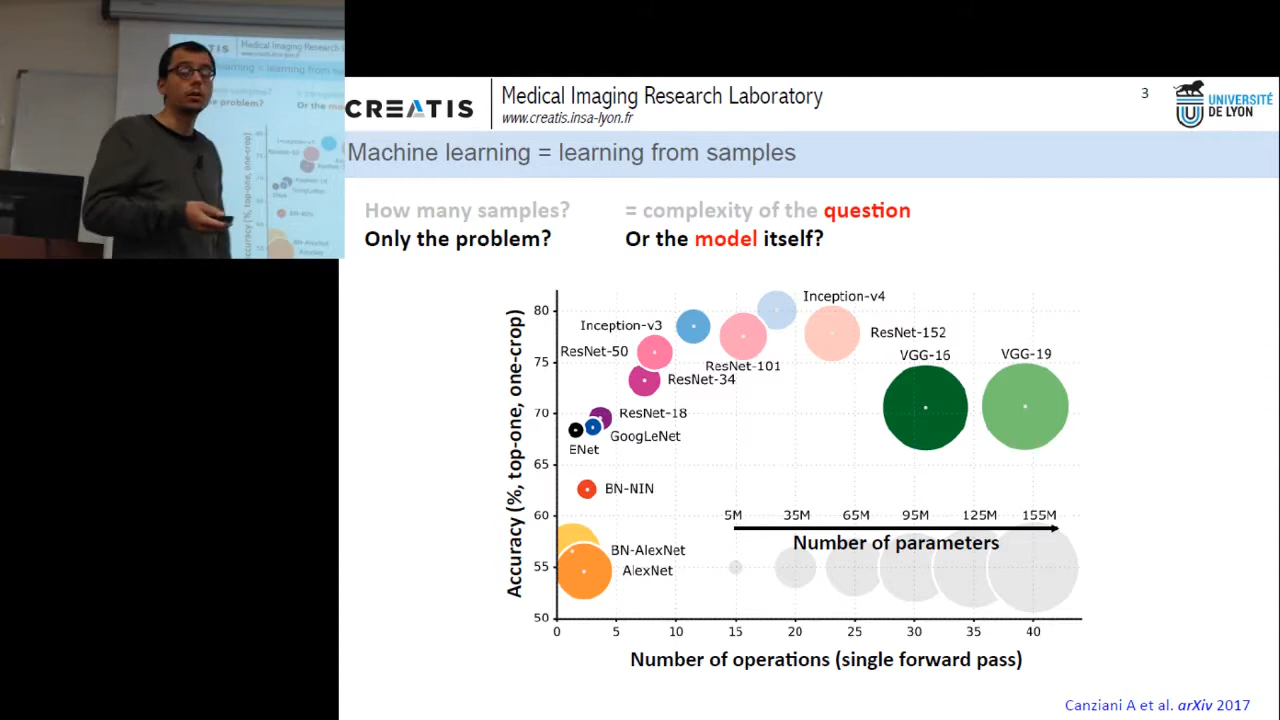 CREATIS
Medical Imaging Research Laboratory
www.creatis.insa-lyon.fr
3
UNIVERSITÉ
DE LYON
Machine learning = learning from samples
How many samples?
= complexity of the question
Only the problem?
Or the model itself?
Accuracy (%, top-one, one-crop)
80
75
70
65
60
55
50
Inception-v4
Inception-v3
ResNet-152
ResNet-50
VGG-16
VGG-19
ResNet-101
ResNet-34
ResNet-18
GoogLeNet
ENet
BN-NIN
5M 35M 65M 95M 125M 155M
Number of parameters
BN-AlexNet
AlexNet
0 5 10 15 20 25 30 35 40
Number of operations (single forward pass)
Canziani A et al. arXiv 2017